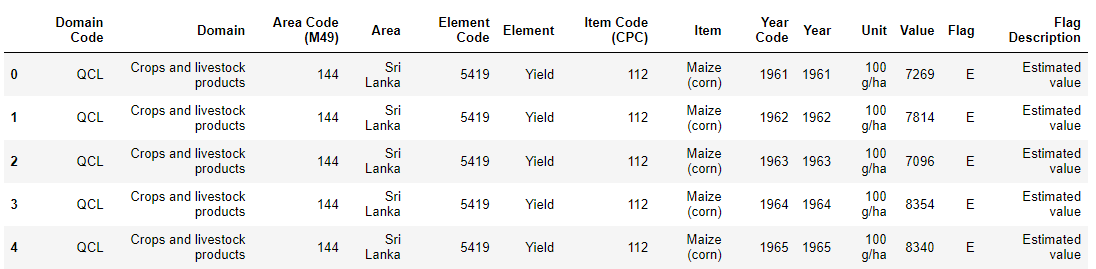 Domain Code Domain Area Code (M49) Area Element Code Element Item Code (CPC) Item Year Code Year Unit Value Flag Flag Description
0 QCL Crops and livestock products 144 Sri Lanka 5419 Yield 112 Maize (corn) 1961 1961 100 g/ha 7269 E Estimated value
1 QCL Crops and livestock products 144 Sri Lanka 5419 Yield 112 Maize (corn) 1962 1962 100 g/ha 7814 E Estimated value
2 QCL Crops and livestock products 144 Sri Lanka 5419 Yield 112 Maize (corn) 1963 1963 100 g/ha 7096 E Estimated value
3 QCL Crops and livestock products 144 Sri Lanka 5419 Yield 112 Maize (corn) 1964 1964 100 g/ha 8354 E Estimated value
4 QCL Crops and livestock products 144 Sri Lanka 5419 Yield 112 Maize (corn) 1965 1965 100 g/ha 8340 E Estimated value